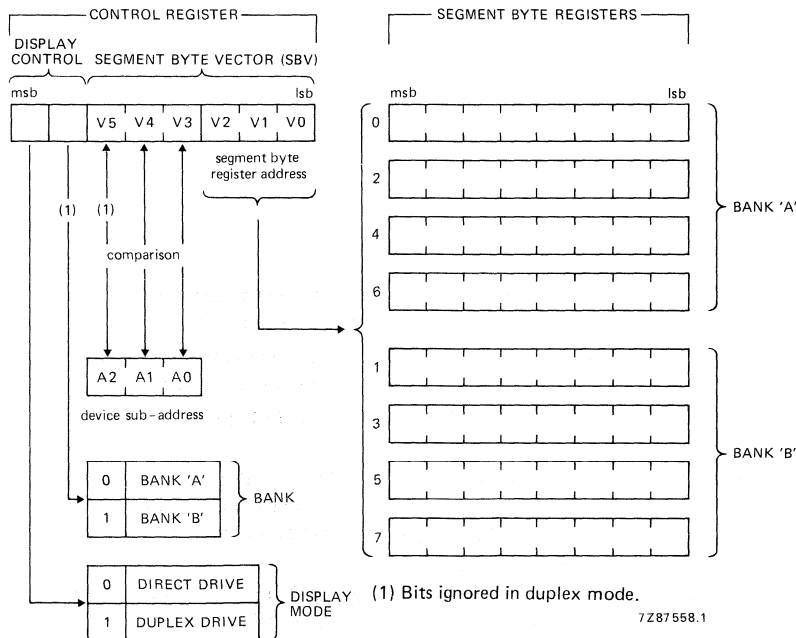 CONTROL REGISTER
DISPLAY
CONTROL
SEGMENT BYTE VECTOR (SBV)
msb
lsb
V5 V4 V3 V2 V1 V0
segment byte
register address
(1)
(1)
comparison
A2 A1 A0
device sub-address
0 BANK 'A'
1 BANK 'B'
BANK
0 DIRECT DRIVE
1 DUPLEX DRIVE
DISPLAY
MODE
SEGMENT BYTE REGISTERS
msb
lsb
0
2
4
6
BANK 'A'
1
3
5
7
BANK 'B'
(1) Bits ignored in duplex mode.
7Z87558.1